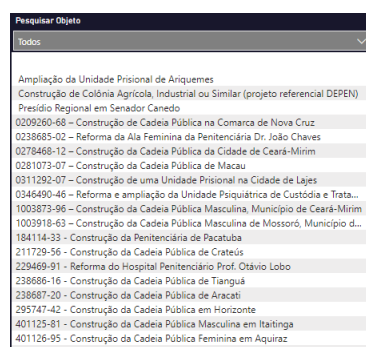 Pesquisar Objeto
Todos
Ampliação da Unidade Prisional de Ariquemes
Construção de Colônia Agrícola, Industrial ou Similar (projeto referencial DEPEN)
Presídio Regional em Senador Canedo
0209260-68 – Construção de Cadeia Pública na Comarca de Nova Cruz
0238685-02 – Reforma da Ala Feminina da Penitenciária Dr. João Chaves
0278468-12 – Construção de Cadeia Pública da Cidade de Ceará-Mirim
0281073-07 – Construção de Cadeia Pública de Macau
0311292-07 – Construção de uma Unidade Prisional na Cidade de Lajes
0346490-46 – Reforma e ampliação da Unidade Psiquiátrica de Custódia e Trata...
1003873-96 – Construção da Cadeia Pública Masculina, Município de Ceará-Mirim
1003918-63 – Construção da Cadeia Pública Masculina de Mossoró, Município d...
184114-33 - Construção da Penitenciária de Pacatuba
211729-56 - Construção da Cadeia Pública de Crateús
229469-91 - Reforma do Hospital Penitenciário Prof. Otávio Lobo
238686-16 - Construção da Cadeia Pública de Tianguá
238687-20 - Construção da Cadeia Pública de Aracati
295747-42 - Construção da Cadeia Pública em Horizonte
401125-81 - Construção da Cadeia Pública Masculina em Itaitinga
401126-95 - Construção da Cadeia Pública Feminina em Aquiraz